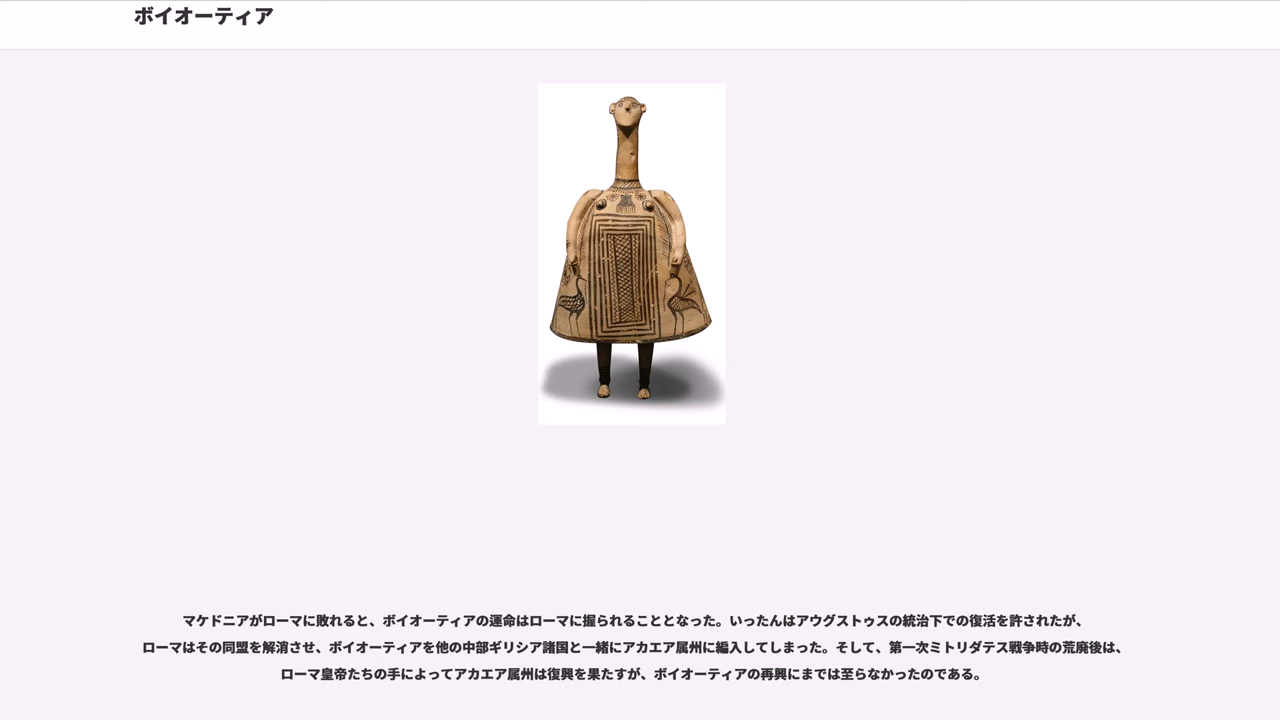 ボイオーティア
マケドニアがローマに敗れると、ボイオーティアの運命はローマに握られることとなった。いったんはアウグストゥスの統治下での復活を許されたが、
ローマはその同盟を解消させ、ボイオーティアを他の中部ギリシア諸国と一緒にアカエア属州に編入してしまった。そして、第一次ミトリダテス戦争時の荒廃後は、
ローマ皇帝たちの手によってアカエア属州は復興を果たすが、ボイオーティアの再興にまでは至らなかったのである。